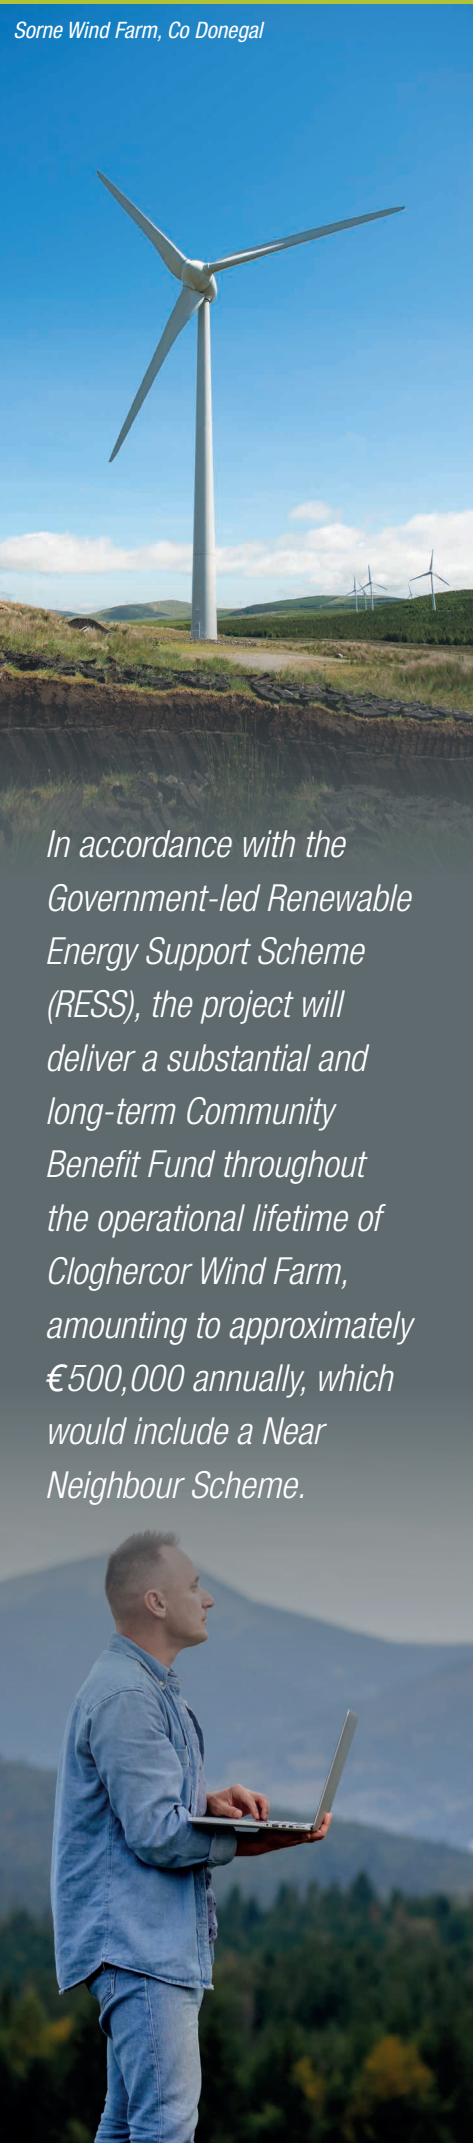 Sorne Wind Farm, Co Donegal
In accordance with the
Government-led Renewable
Energy Support Scheme
(RESS), the project will
deliver a substantial and
long-term Community
Benefit Fund throughout
the operational lifetime of
Cloghercor Wind Farm,
amounting to approximately
€500,000 annually, which
would include a Near
Neighbour Scheme.